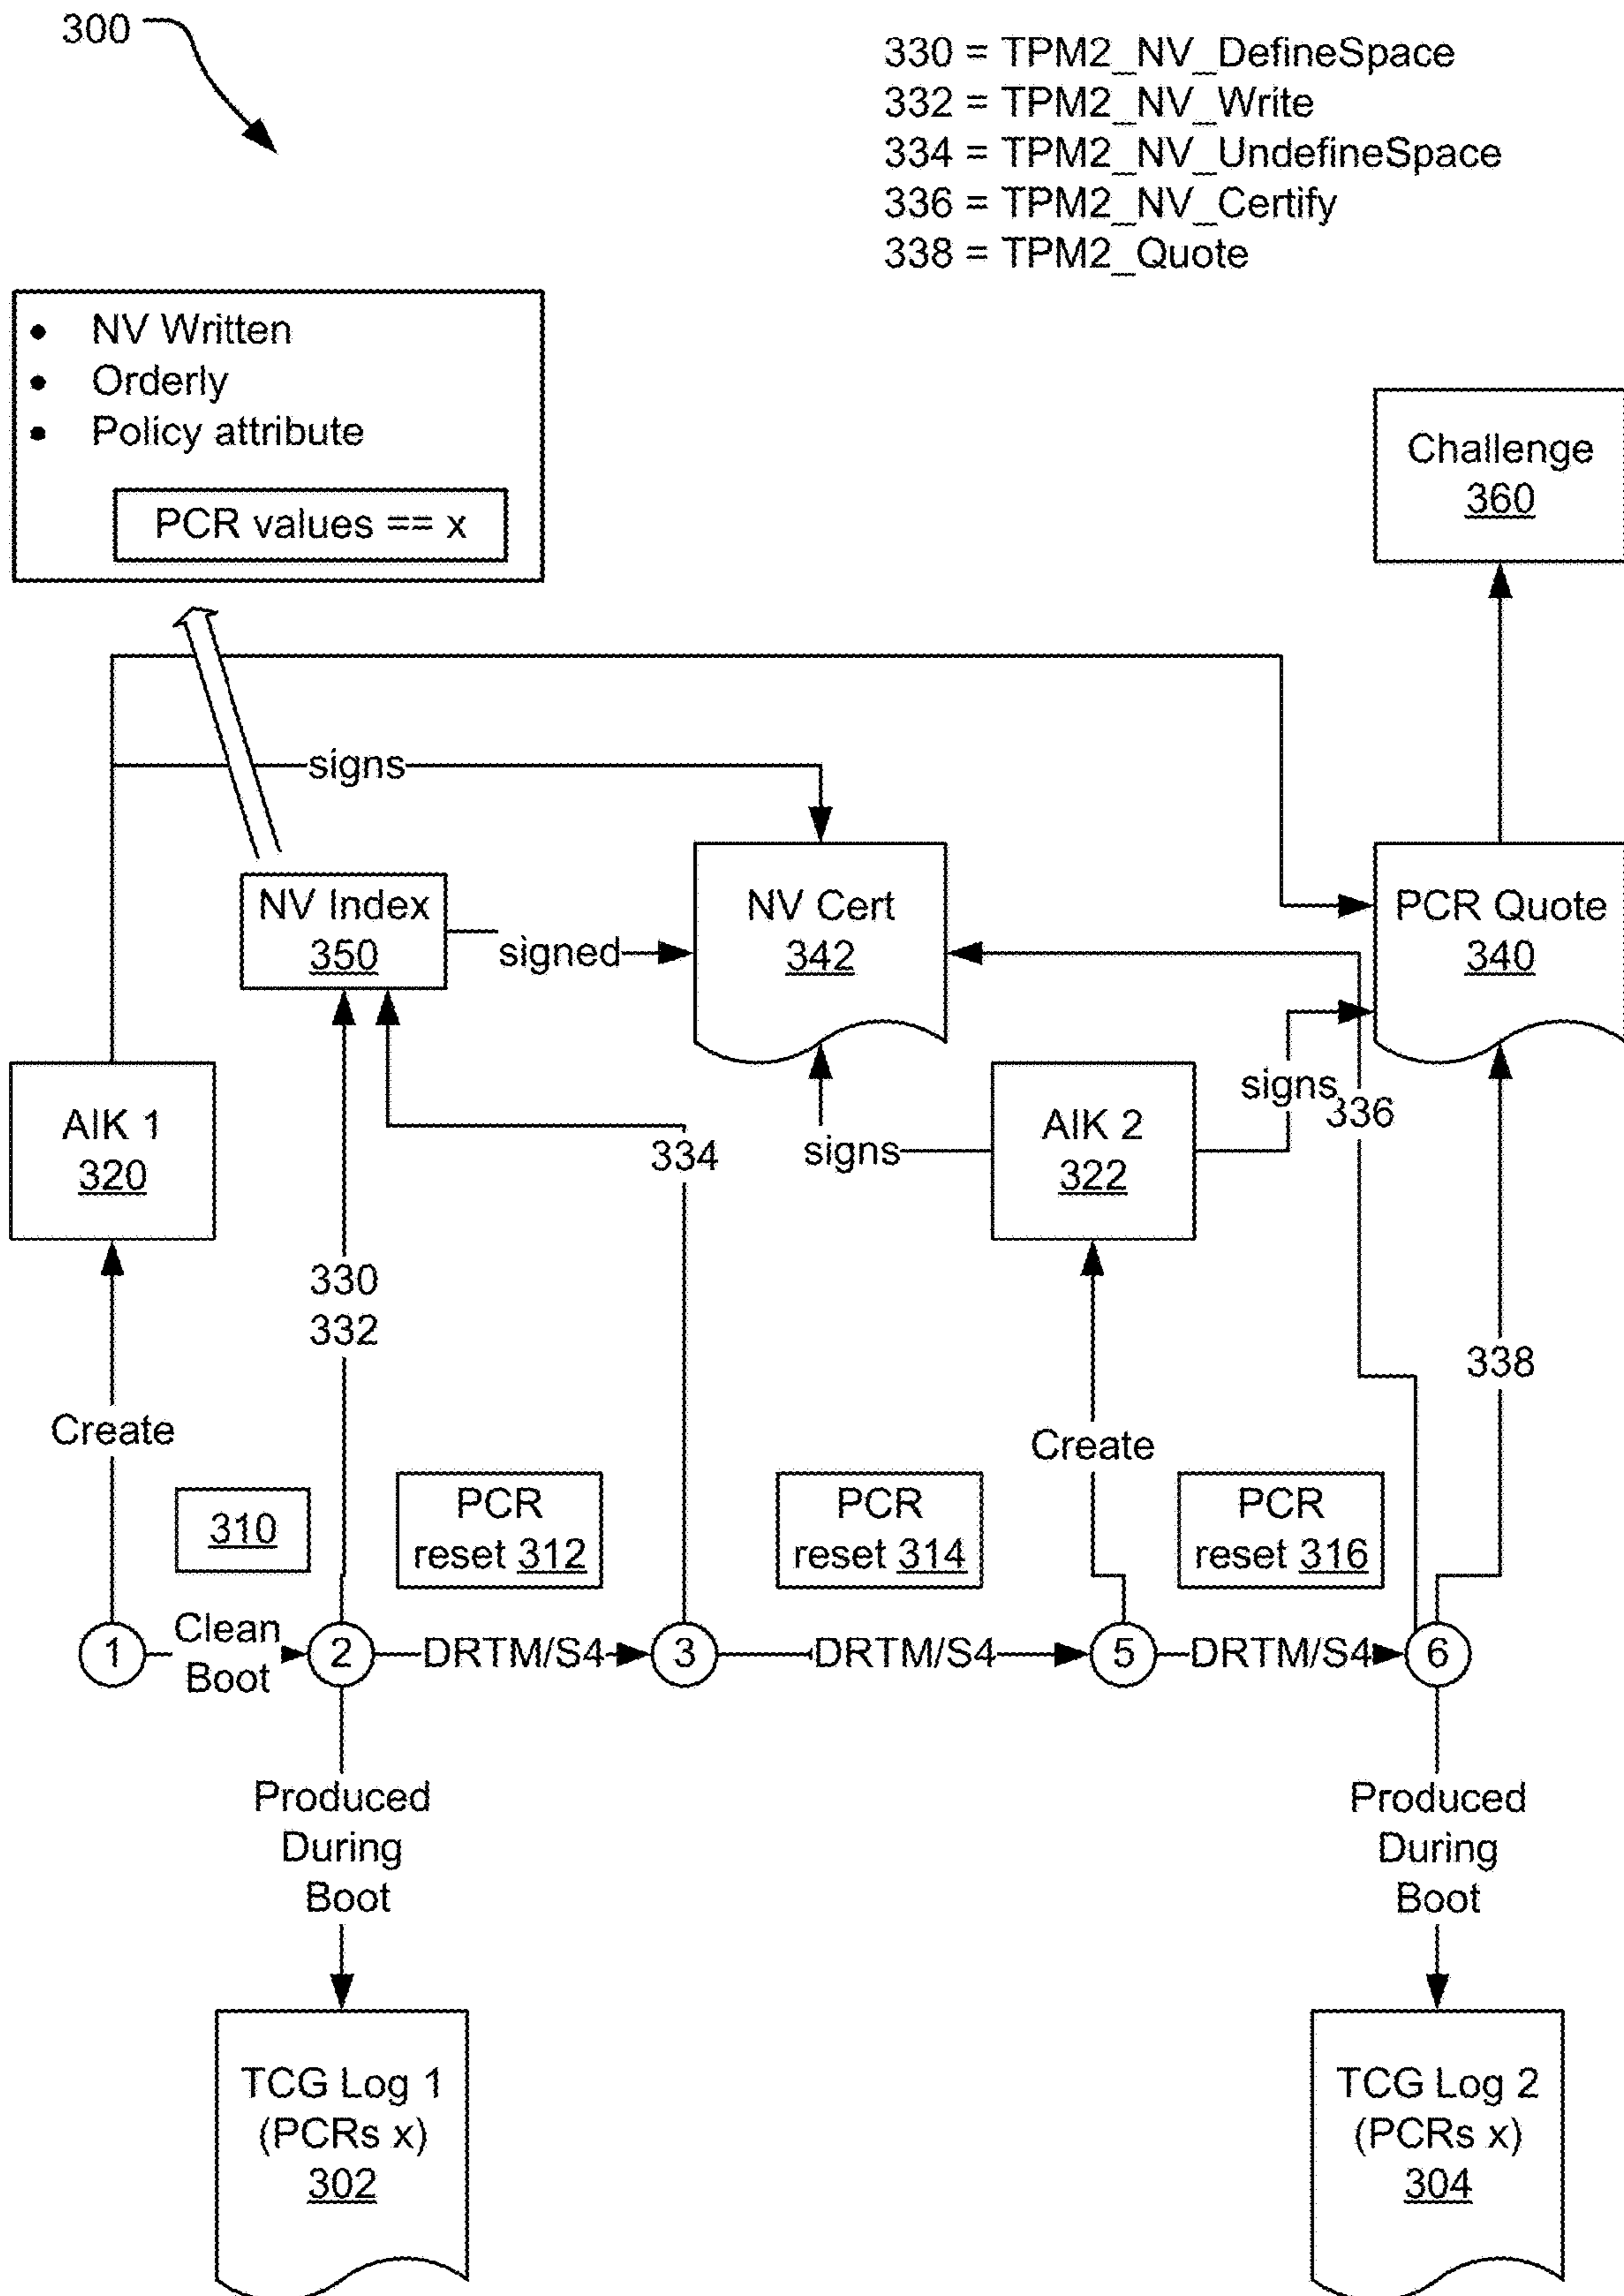 300
330 = TPM2_NV_DefineSpace
332 = TPM2_NV_Write
334 = TPM2_NV_UndefineSpace
336 = TPM2_NV_Certify
338 = TPM2_Quote
• NV Written
• Orderly
• Policy attribute
PCR values == x
Challenge
360
signs
NV Index
350
signed
NV Cert
342
PCR Quote
340
AIK 1
320
334
signs
AIK 2
322
signs
336
330
332
338
Create
Create
310
PCR
reset 312
PCR
reset 314
PCR
reset 316
1
Clean
Boot
2
DRTM/S4
3
DRTM/S4
5
DRTM/S4
6
Produced
During
Boot
Produced
During
Boot
TCG Log 1
(PCRs x)
302
TCG Log 2
(PCRs x)
304